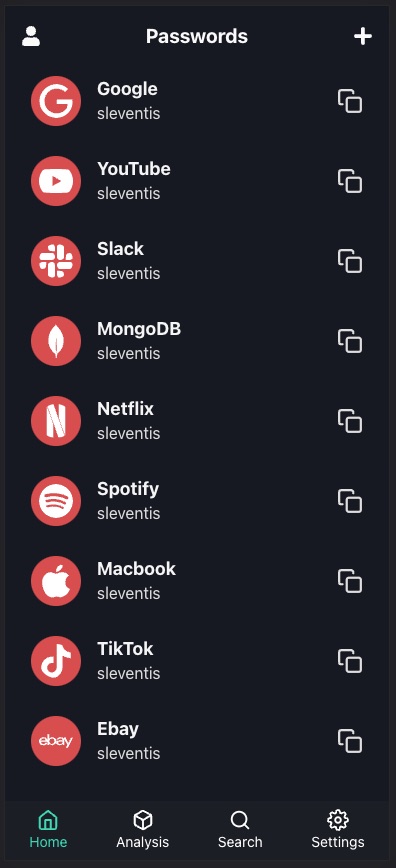 Passwords
Google
sleventis
YouTube
sleventis
Slack
sleventis
MongoDB
sleventis
Netflix
sleventis
Spotify
sleventis
Macbook
sleventis
TikTok
sleventis
ebay
Ebay
sleventis
Home Analysis Search Settings